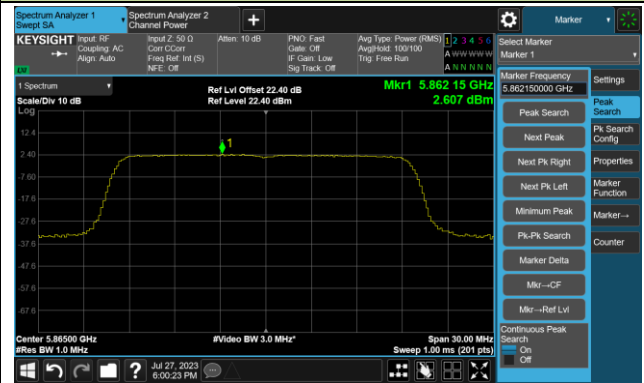 Spectrum Analyzer 1
Swept SA
Spectrum Analyzer 2
Channel Power
+
Marker
KEYSIGHT
Input: RF
Coupling: AC
Align: Auto
Input Z: 50 Ω
Corr CCorr
Freq Ref: Int (S)
NFE: Off
Atten: 10 dB
PNO: Fast
Gate: Off
IF Gain: Low
Sig Track: Off
Avg Type: Power (RMS)
Avg|Hold: 100/100
Trig: Free Run
1 2 3 4 5 6
A W W W W W
A N N N N N
Select Marker
Marker 1
1 Spectrum
Scale/Div 10 dB
Ref Lvl Offset 22.40 dB
Ref Level 22.40 dBm
Mkr1 5.862 15 GHz
2.607 dBm
Log
12.4
2.40
-7.60
-17.6
-27.6
-37.6
-47.6
-57.6
-67.6
1
Center 5.86500 GHz
#Res BW 1.0 MHz
#Video BW 3.0 MHz*
Span 30.00 MHz
Sweep 1.00 ms (201 pts)
Marker Frequency
5.862150000 GHz
Peak Search
Next Peak
Next Pk Right
Next Pk Left
Minimum Peak
Pk-Pk Search
Marker Delta
Mkr→CF
Mkr→Ref Lvl
Continuous Peak
Search
On
Off
Settings
Peak
Search
Pk Search
Config
Properties
Marker
Function
Marker→
Counter
?
Jul 27, 2023
6:00:23 PM